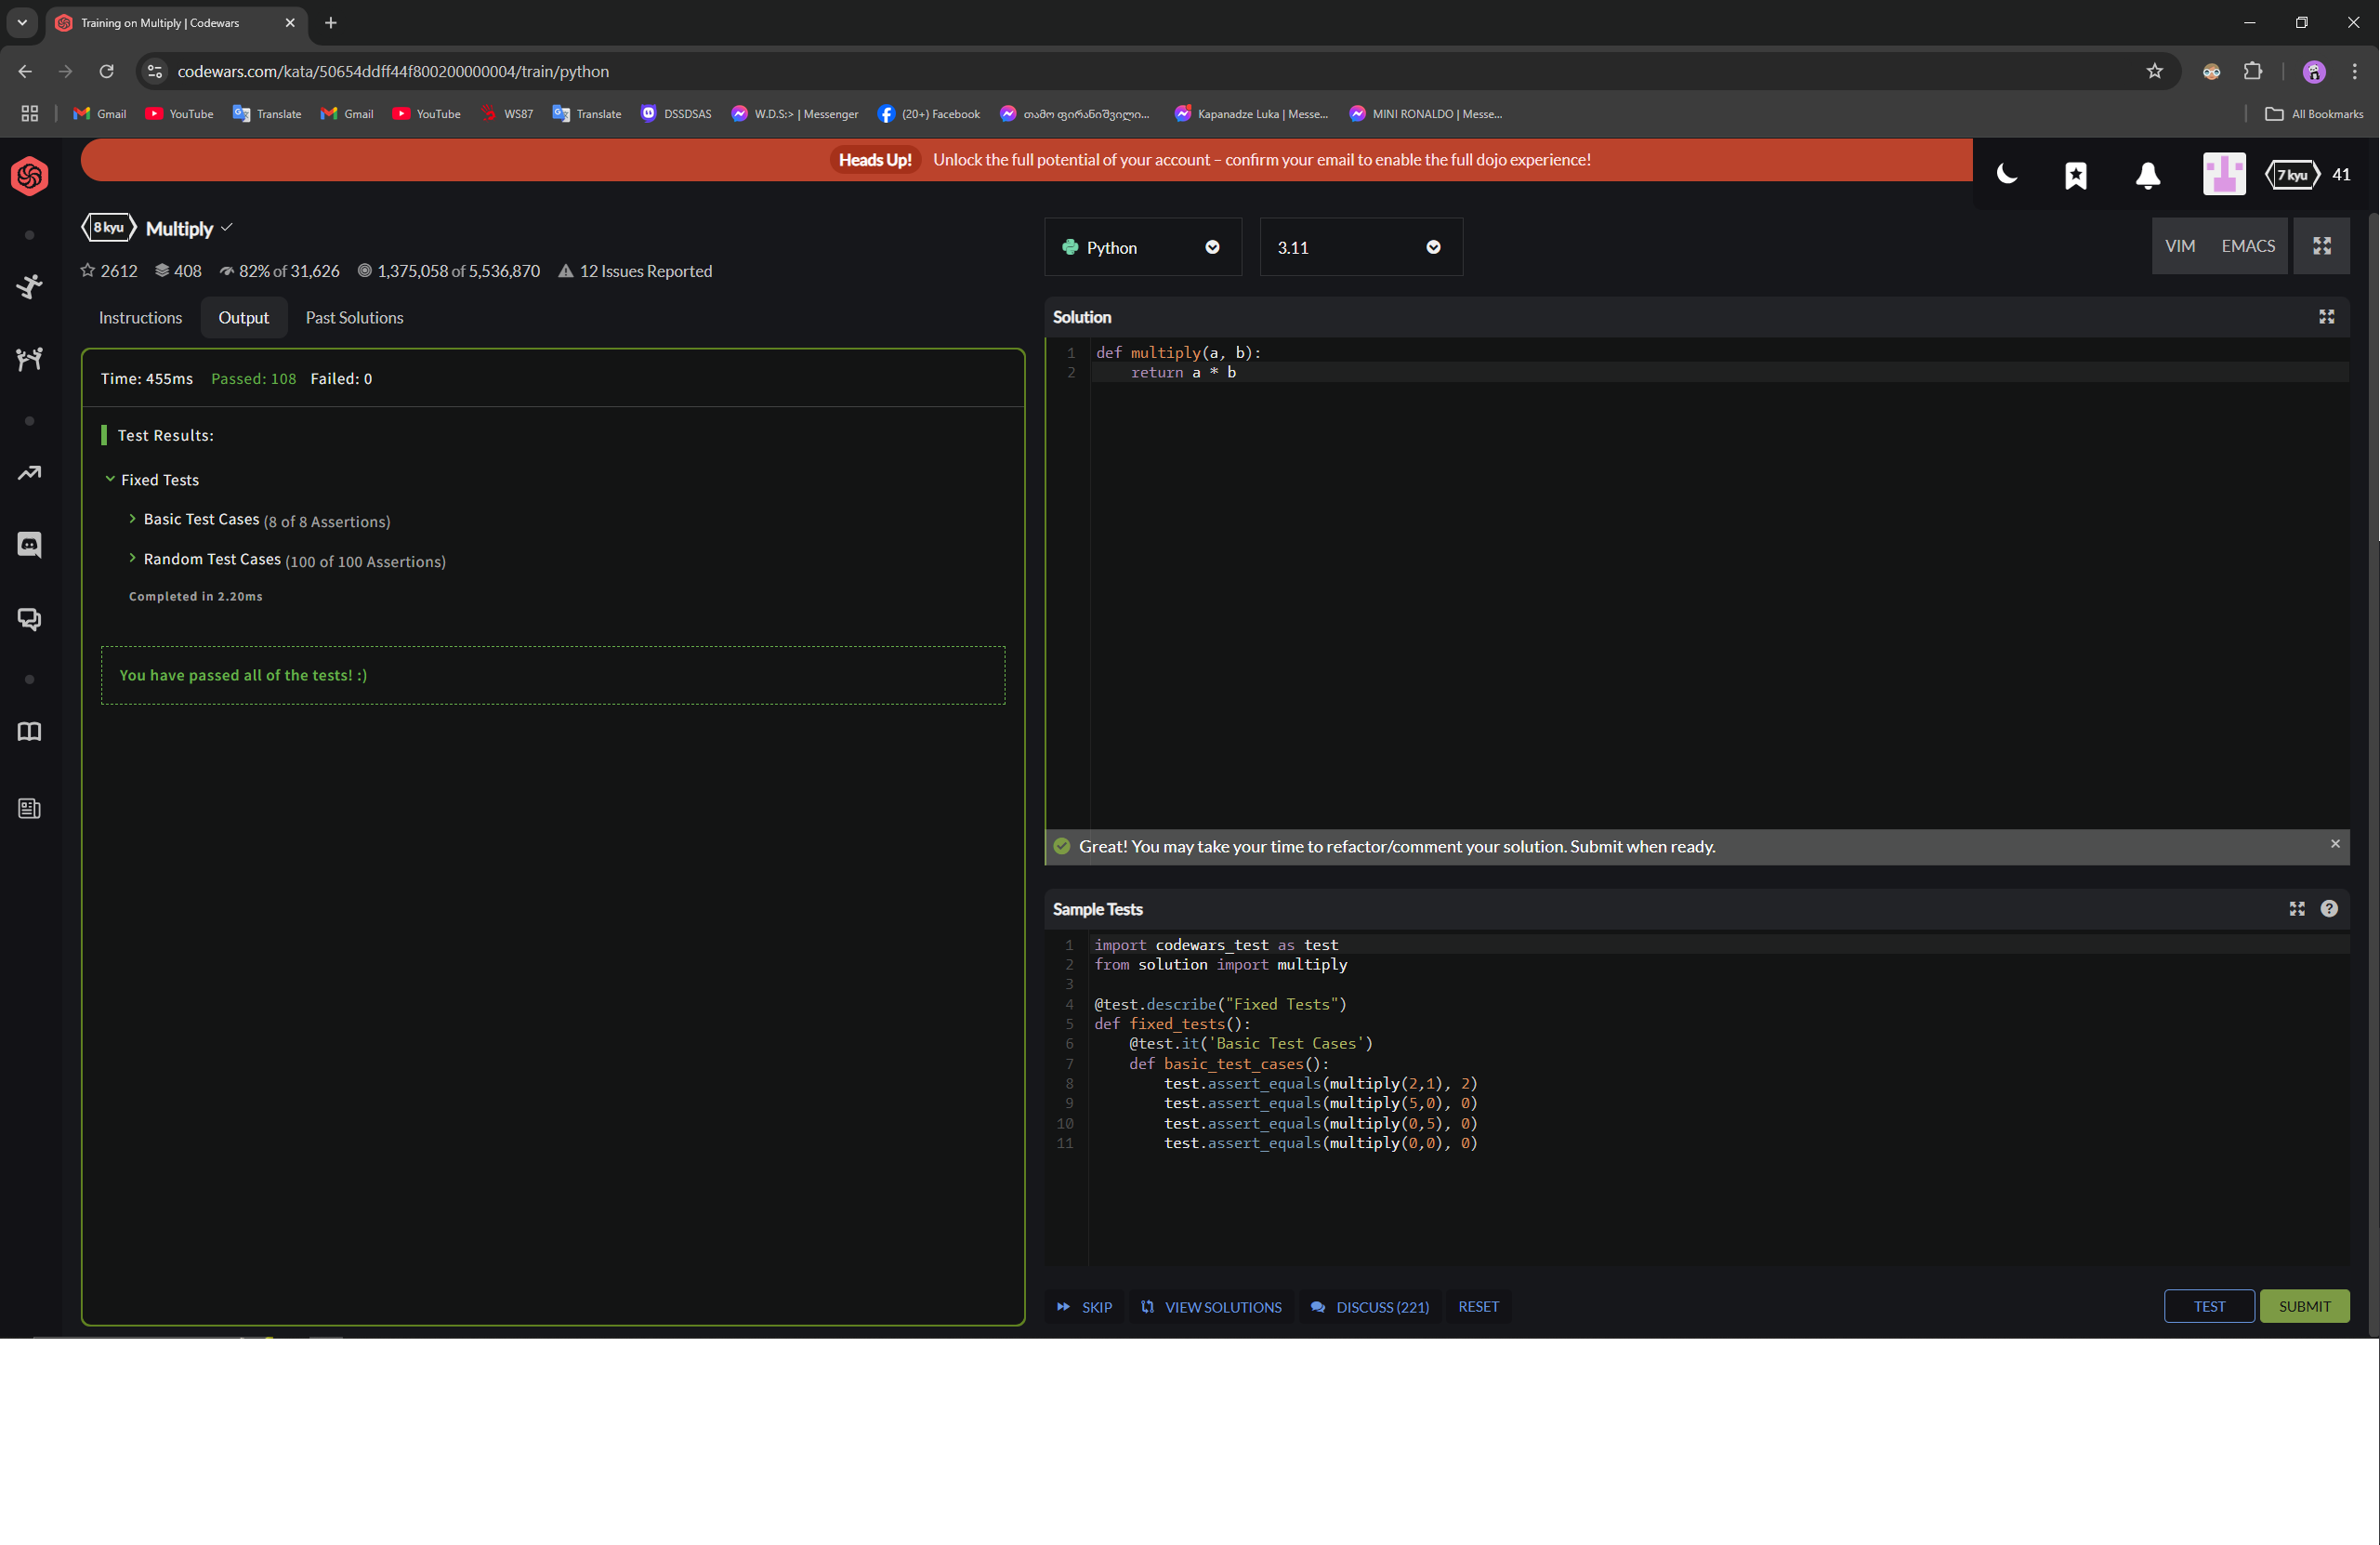 Training on Multiply | Codewars
codewars.com/kata/50654ddff44f800200000004/train/python
Gmail YouTube Translate Gmail YouTube WS87 Translate DSSDSAS W.D.S:> | Messenger (20+) Facebook თამო ფირანიშვილი... Kapanadze Luka | Messe... MINI RONALDO | Messe... All Bookmarks
Heads Up! Unlock the full potential of your account – confirm your email to enable the full dojo experience!
7 kyu 41
8 kyu Multiply
2612 408 82% of 31,626 1,375,058 of 5,536,870 12 Issues Reported
Python 3.11 VIM EMACS
Instructions Output Past Solutions
Time: 455ms Passed: 108 Failed: 0
Test Results:
Fixed Tests
Basic Test Cases (8 of 8 Assertions)
Random Test Cases (100 of 100 Assertions)
Completed in 2.20ms
You have passed all of the tests! :)
Solution
1 def multiply(a, b):
2 return a * b
Great! You may take your time to refactor/comment your solution. Submit when ready.
Sample Tests
1 import codewars_test as test
2 from solution import multiply
3
4 @test.describe("Fixed Tests")
5 def fixed_tests():
6 @test.it('Basic Test Cases')
7 def basic_test_cases():
8 test.assert_equals(multiply(2,1), 2)
9 test.assert_equals(multiply(5,0), 0)
10 test.assert_equals(multiply(0,5), 0)
11 test.assert_equals(multiply(0,0), 0)
SKIP VIEW SOLUTIONS DISCUSS (221) RESET TEST SUBMIT